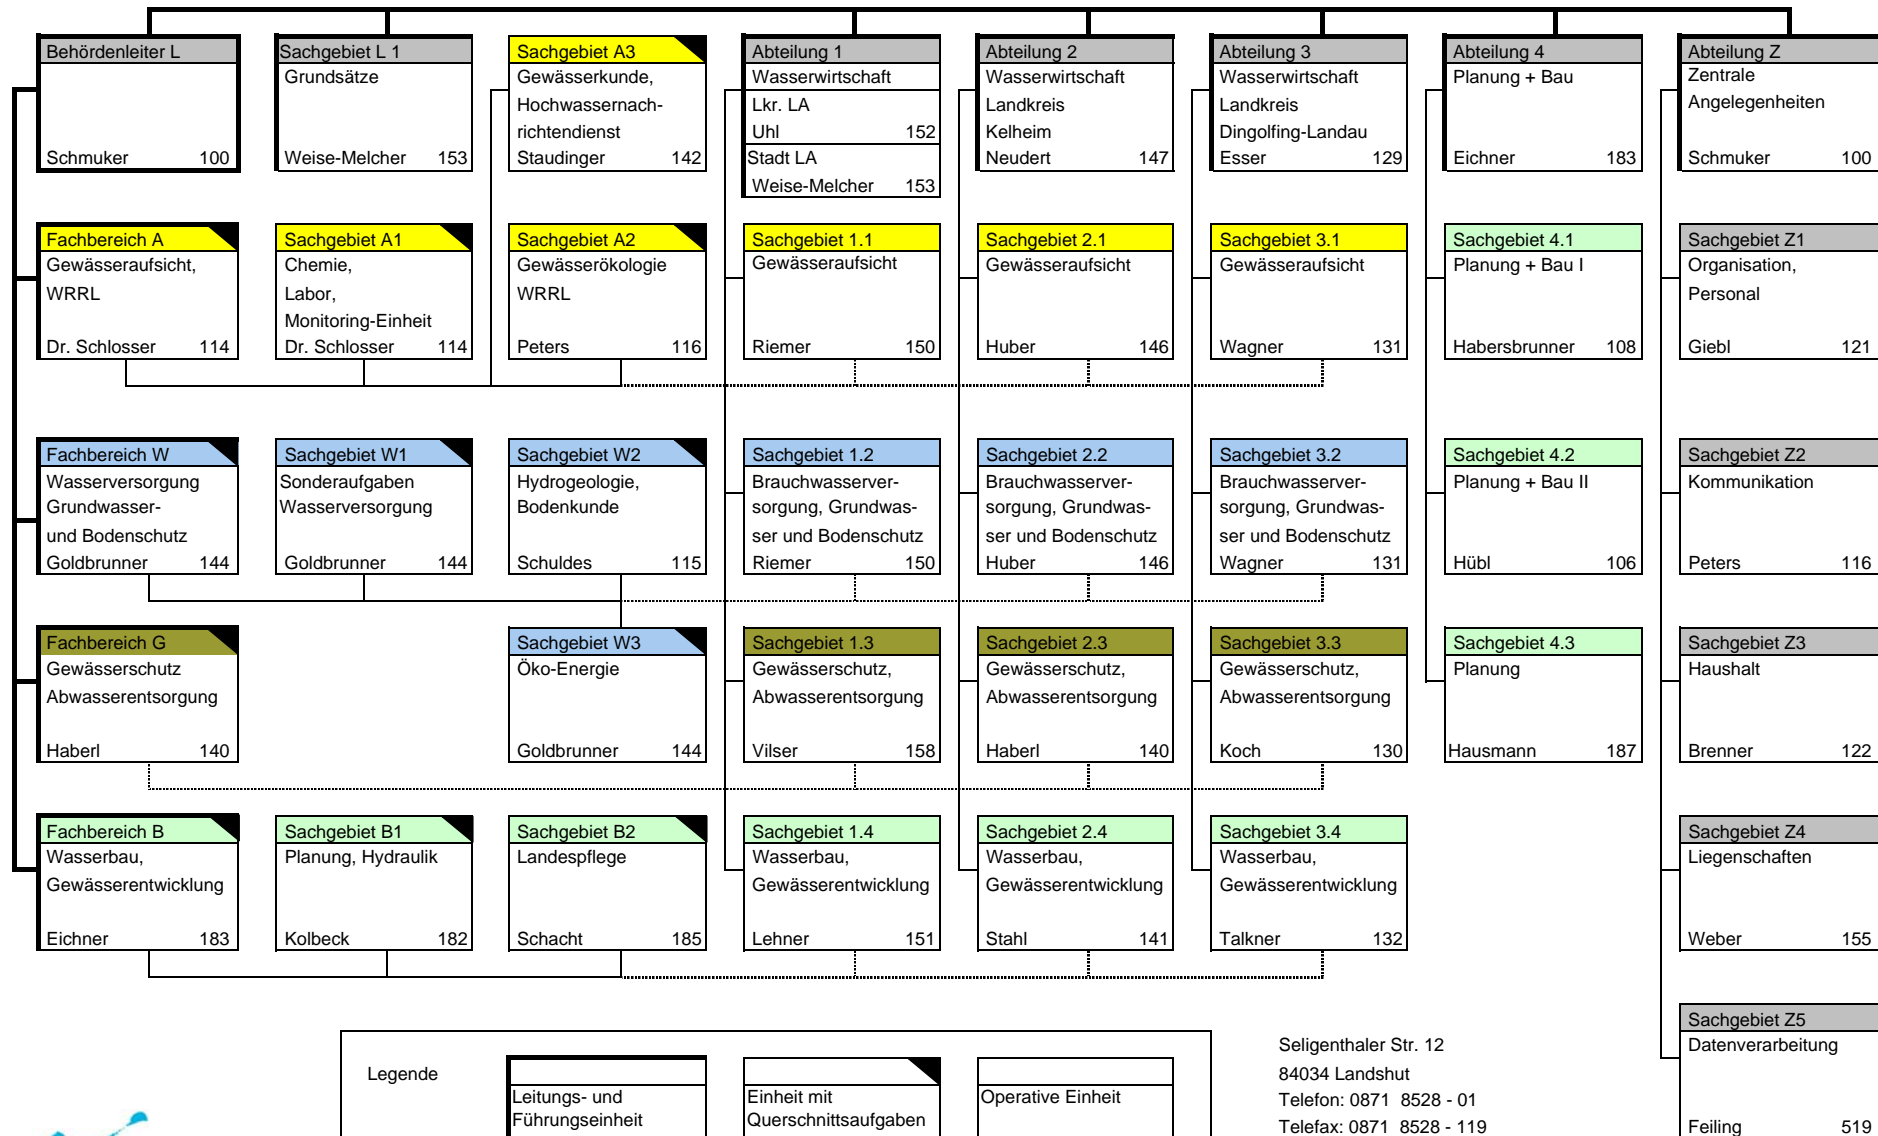 Behördenleiter L
Schmuker 100
Sachgebiet L 1
Grundsätze
Weise-Melcher 153
Sachgebiet A3
Gewässerkunde,
Hochwassernach-
richtendienst
Staudinger 142
Abteilung 1
Wasserwirtschaft
Lkr. LA
Uhl 152
Stadt LA
Weise-Melcher 153
Abteilung 2
Wasserwirtschaft
Landkreis
Kelheim
Neudert 147
Abteilung 3
Wasserwirtschaft
Landkreis
Dingolfing-Landau
Esser 129
Abteilung 4
Planung + Bau
Eichner 183
Abteilung Z
Zentrale
Angelegenheiten
Schmuker 100
Fachbereich A
Gewässeraufsicht,
WRRL
Dr. Schlosser 114
Sachgebiet A1
Chemie,
Labor,
Monitoring-Einheit
Dr. Schlosser 114
Sachgebiet A2
Gewässerökologie
WRRL
Peters 116
Sachgebiet 1.1
Gewässeraufsicht
Riemer 150
Sachgebiet 2.1
Gewässeraufsicht
Huber 146
Sachgebiet 3.1
Gewässeraufsicht
Wagner 131
Sachgebiet 4.1
Planung + Bau I
Habersbrunner 108
Sachgebiet Z1
Organisation,
Personal
Giebl 121
Fachbereich W
Wasserversorgung
Grundwasser-
und Bodenschutz
Goldbrunner 144
Sachgebiet W1
Sonderaufgaben
Wasserversorgung
Goldbrunner 144
Sachgebiet W2
Hydrogeologie,
Bodenkunde
Schuldes 115
Sachgebiet 1.2
Brauchwasserver-
sorgung, Grundwas-
ser und Bodenschutz
Riemer 150
Sachgebiet 2.2
Brauchwasserver-
sorgung, Grundwas-
ser und Bodenschutz
Huber 146
Sachgebiet 3.2
Brauchwasserver-
sorgung, Grundwas-
ser und Bodenschutz
Wagner 131
Sachgebiet 4.2
Planung + Bau II
Hübl 106
Sachgebiet Z2
Kommunikation
Peters 116
Fachbereich G
Gewässerschutz
Abwasserentsorgung
Haberl 140
Sachgebiet W3
Öko-Energie
Goldbrunner 144
Sachgebiet 1.3
Gewässerschutz,
Abwasserentsorgung
Vilser 158
Sachgebiet 2.3
Gewässerschutz,
Abwasserentsorgung
Haberl 140
Sachgebiet 3.3
Gewässerschutz,
Abwasserentsorgung
Koch 130
Sachgebiet 4.3
Planung
Hausmann 187
Sachgebiet Z3
Haushalt
Brenner 122
Fachbereich B
Wasserbau,
Gewässerentwicklung
Eichner 183
Sachgebiet B1
Planung, Hydraulik
Kolbeck 182
Sachgebiet B2
Landespflege
Schacht 185
Sachgebiet 1.4
Wasserbau,
Gewässerentwicklung
Lehner 151
Sachgebiet 2.4
Wasserbau,
Gewässerentwicklung
Stahl 141
Sachgebiet 3.4
Wasserbau,
Gewässerentwicklung
Talkner 132
Sachgebiet Z4
Liegenschaften
Weber 155
Sachgebiet Z5
Datenverarbeitung
Feiling 519
Legende
Leitungs- und
Führungseinheit
Einheit mit
Querschnittsaufgaben
Operative Einheit
Seligenthaler Str. 12
84034 Landshut
Telefon: 0871 8528 - 01
Telefax: 0871 8528 - 119